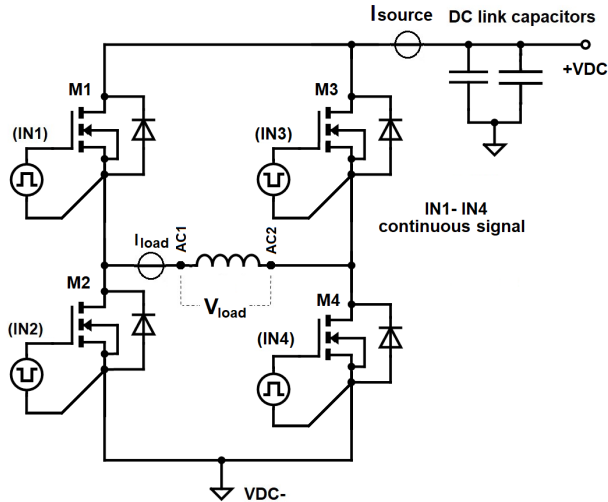 Isource
DC link capacitors
+VDC
M1
M3
(IN1)
(IN3)
IN1- IN4
continuous signal
Iload
AC1
AC2
M2
Vload
M4
(IN2)
(IN4)
VDC-